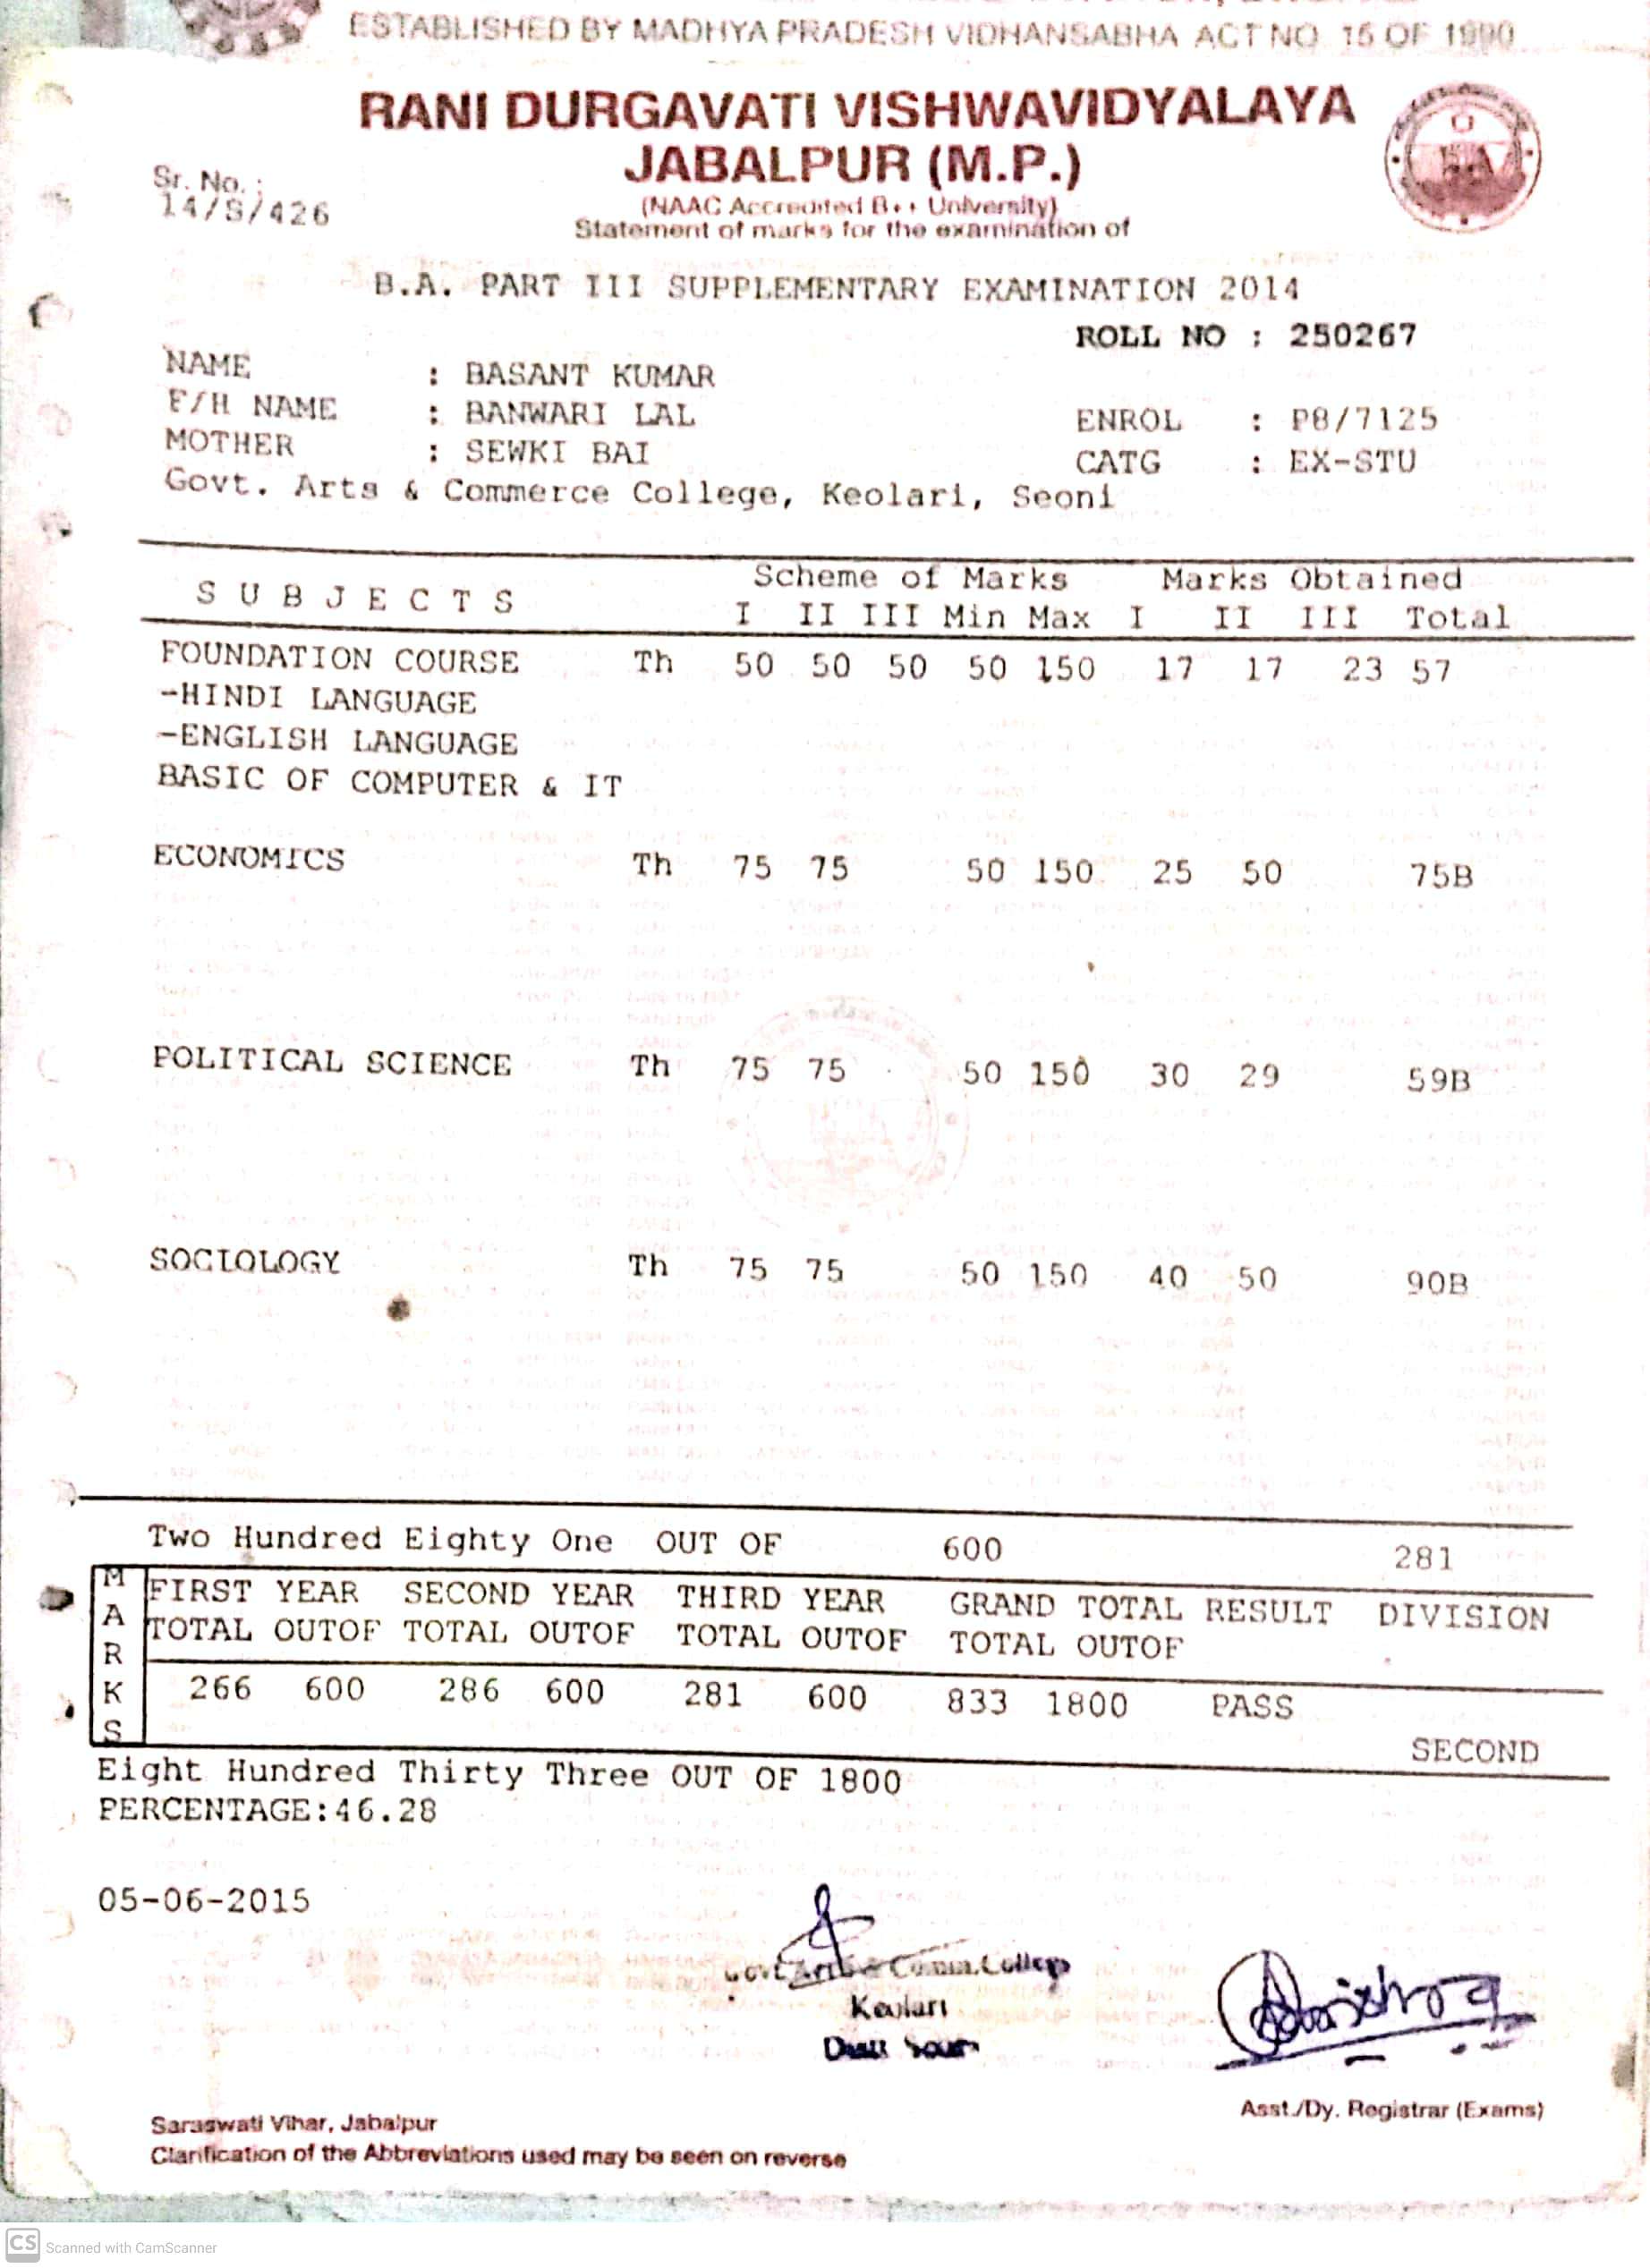 ESTABLISHED BY MADHYA PRADESH VIDHANSABHA ACT NO. 15 OF 1990
RANI DURGAVATI VISHWAVIDYALAYA
JABALPUR (M.P.)
Sr. No. :
14/S/426
(NAAC Accredited B++ University)
Statement of marks for the examination of
B.A. PART III SUPPLEMENTARY EXAMINATION 2014
ROLL NO : 250267
NAME : BASANT KUMAR
F/H NAME : BANWARI LAL ENROL : P8/7125
MOTHER : SEWKI BAI CATG : EX-STU
Govt. Arts & Commerce College, Keolari, Seoni
SUBJECTS Scheme of Marks Marks Obtained
I II III Min Max I II III Total
FOUNDATION COURSE Th 50 50 50 50 150 17 17 23 57
-HINDI LANGUAGE
-ENGLISH LANGUAGE
BASIC OF COMPUTER & IT
ECONOMICS Th 75 75 50 150 25 50 75B
POLITICAL SCIENCE Th 75 75 50 150 30 29 59B
SOCIOLOGY Th 75 75 50 150 40 50 90B
Two Hundred Eighty One OUT OF 600 281
MARKS
FIRST YEAR SECOND YEAR THIRD YEAR GRAND TOTAL RESULT DIVISION
TOTAL OUTOF TOTAL OUTOF TOTAL OUTOF TOTAL OUTOF
266 600 286 600 281 600 833 1800 PASS
SECOND
Eight Hundred Thirty Three OUT OF 1800
PERCENTAGE:46.28
05-06-2015
Govt. Arts & Comm. College
Keolari
Asst./Dy. Registrar (Exams)
Saraswati Vihar, Jabalpur
Clarification of the Abbreviations used may be seen on reverse
CS Scanned with CamScanner